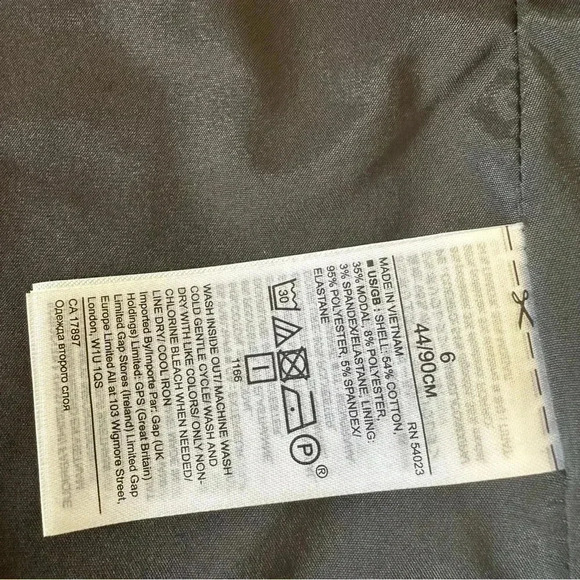 6
44/90CM
RN 54023
MADE IN VIETNAM
■ US/GB : SHELL: 54% COTTON,
35% MODAL, 8% POLYESTER,
3% SPANDEX/ELASTANE, LINING:
95% POLYESTER, 5% SPANDEX/
ELASTANE
30
P
®
I
1166
WASH INSIDE OUT/ MACHINE WASH
COLD GENTLE CYCLE/ WASH AND
DRY WITH LIKE COLORS/ ONLY NON-
CHLORINE BLEACH WHEN NEEDED/
LINE DRY/ COOL IRON
Imported By/Importe Par: Gap (UK
Holdings) Limited. GPS (Great Britain)
Limited Gap Stores (Ireland) Limited Gap
Europe Limited All at 103 Wigmore Street,
London, W1U 1QS
CA 17897
Одежда второго слоя